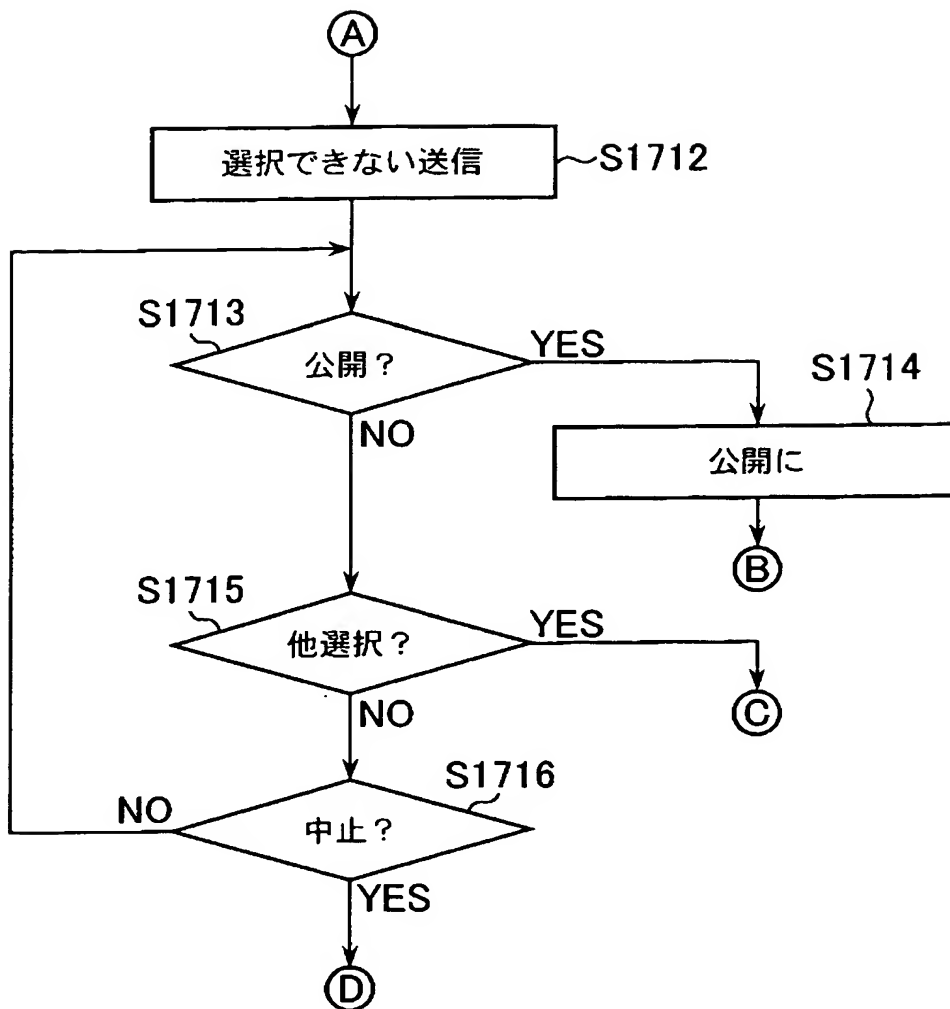 A
選択できない送信
S1712
S1713
公開？
YES
S1714
NO
公開に
B
S1715
他選択？
YES
C
NO
S1716
NO
中止？
YES
D